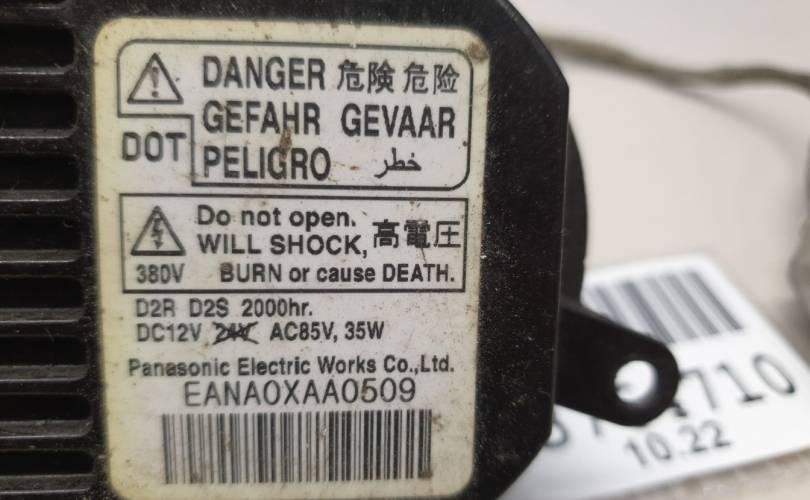 DANGER 危険 危险
GEFAHR GEVAAR
DOT PELIGRO خطر
Do not open.
WILL SHOCK, 高電圧
380V BURN or cause DEATH.
D2R D2S 2000hr.
DC12V 24V AC85V, 35W
Panasonic Electric Works Co.,Ltd.
EANA0XAA0509
710
10.22